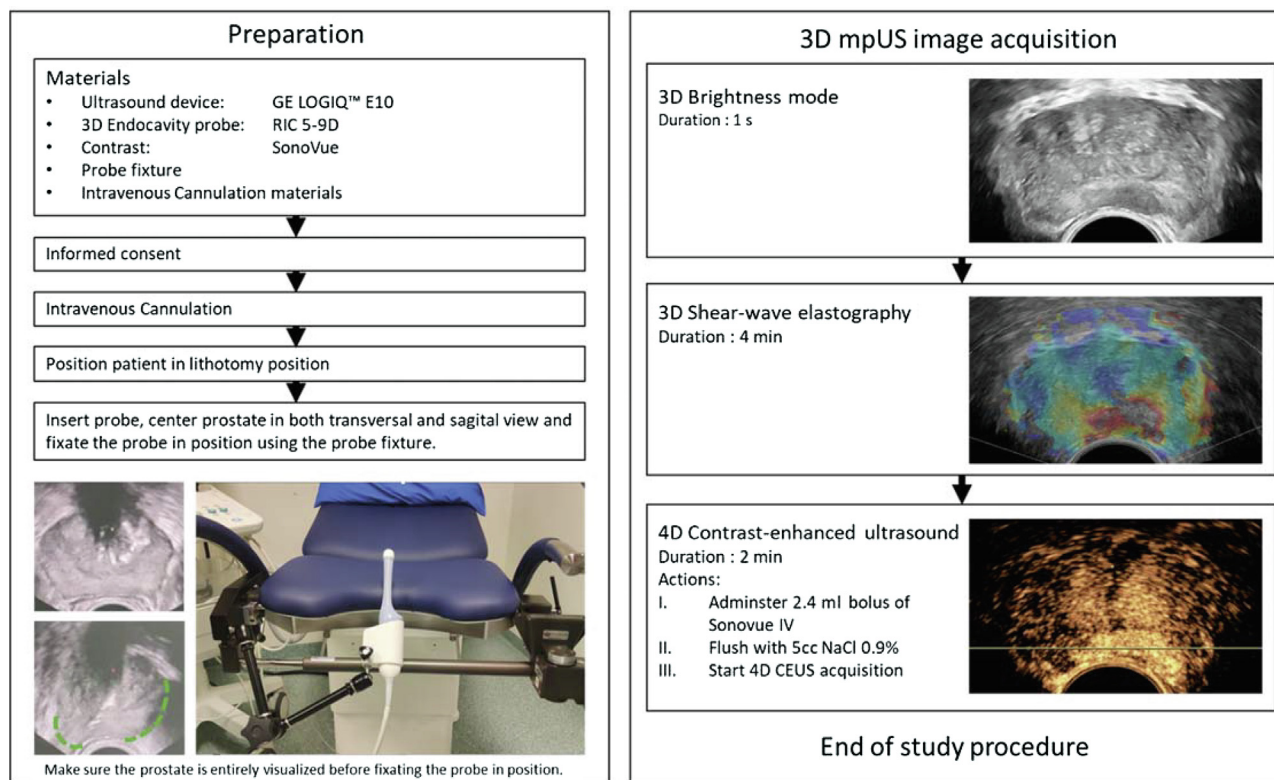 Preparation
Materials
• Ultrasound device: GE LOGIQ™ E10
• 3D Endocavity probe: RIC 5-9D
• Contrast: SonoVue
• Probe fixture
• Intravenous Cannulation materials
Informed consent
Intravenous Cannulation
Position patient in lithotomy position
Insert probe, center prostate in both transversal and sagital view and
fixate the probe in position using the probe fixture.
Make sure the prostate is entirely visualized before fixating the probe in position.
3D mpUS image acquisition
3D Brightness mode
Duration : 1 s
3D Shear-wave elastography
Duration : 4 min
4D Contrast-enhanced ultrasound
Duration : 2 min
Actions:
I. Adminster 2.4 ml bolus of
Sonovue IV
II. Flush with 5cc NaCl 0.9%
III. Start 4D CEUS acquisition
End of study procedure